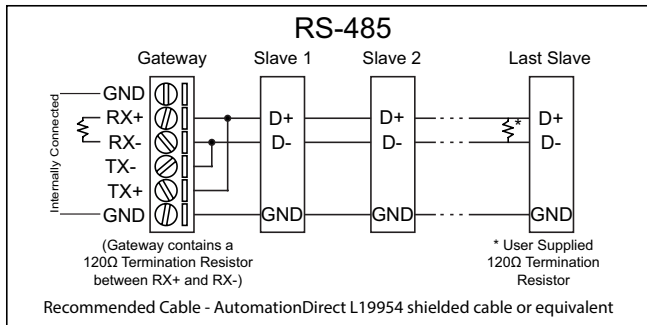 RS-485
Gateway Slave 1 Slave 2 Last Slave
Internally Connected
GND
RX+ D+ D+ * D+
RX- D- D- D-
TX-
TX+
GND GND GND GND
(Gateway contains a
120Ω Termination Resistor
between RX+ and RX-)
* User Supplied
120Ω Termination
Resistor
Recommended Cable - AutomationDirect L19954 shielded cable or equivalent